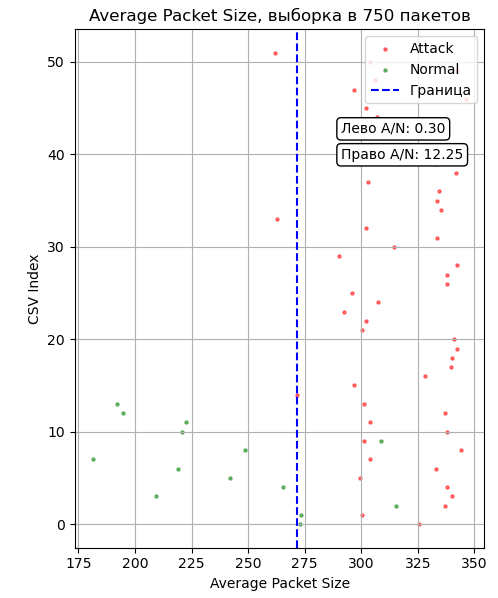 Average Packet Size, выборка в 750 пакетов
Attack
Normal
Граница
Лево A/N: 0.30
Право A/N: 12.25
CSV Index
50
40
30
20
10
0
175 200 225 250 275 300 325 350
Average Packet Size